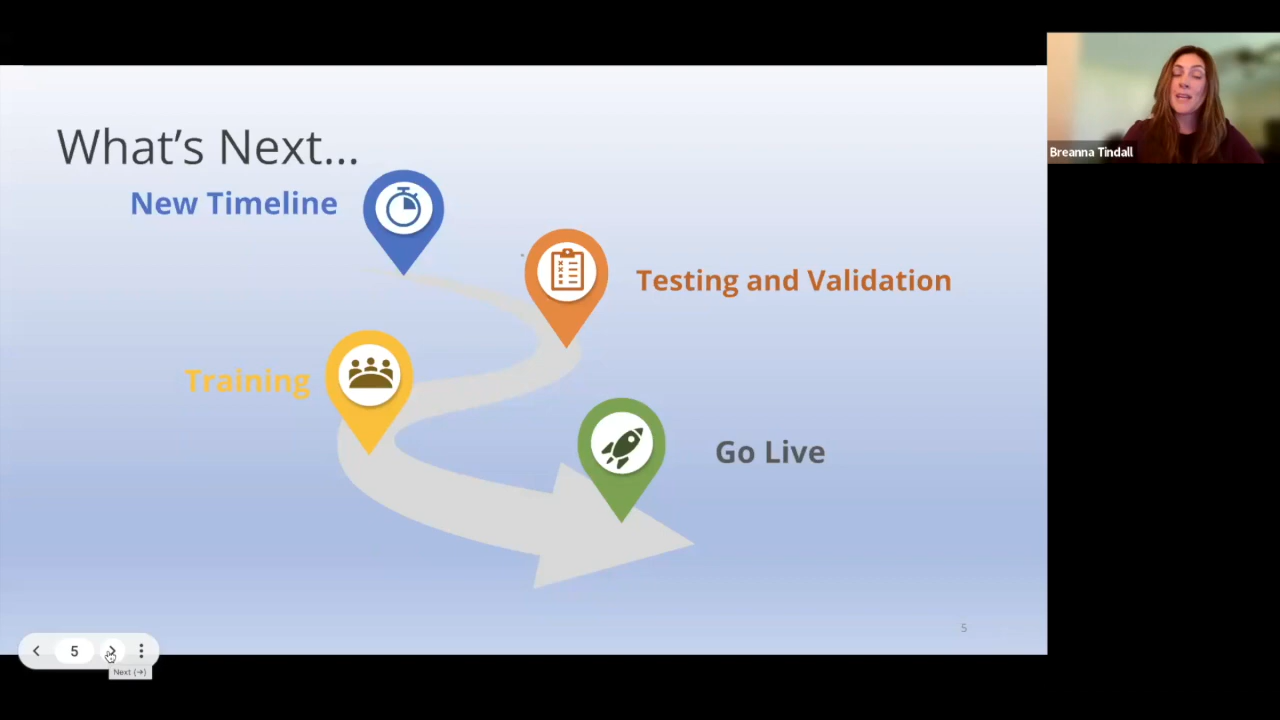 What's Next...
New Timeline
Testing and Validation
Training
Go Live
5
5
Next (→)
Breanna Tindall